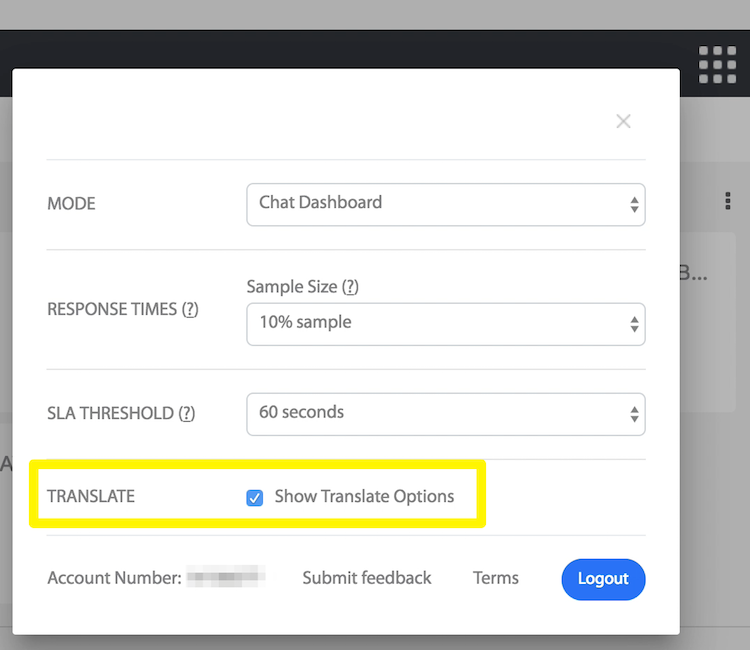 MODE
Chat Dashboard
B...
Sample Size (?)
RESPONSE TIMES (?)
10% sample
SLA THRESHOLD (?)
60 seconds
A
TRANSLATE
Show Translate Options
Account Number:
Submit feedback
Terms
Logout